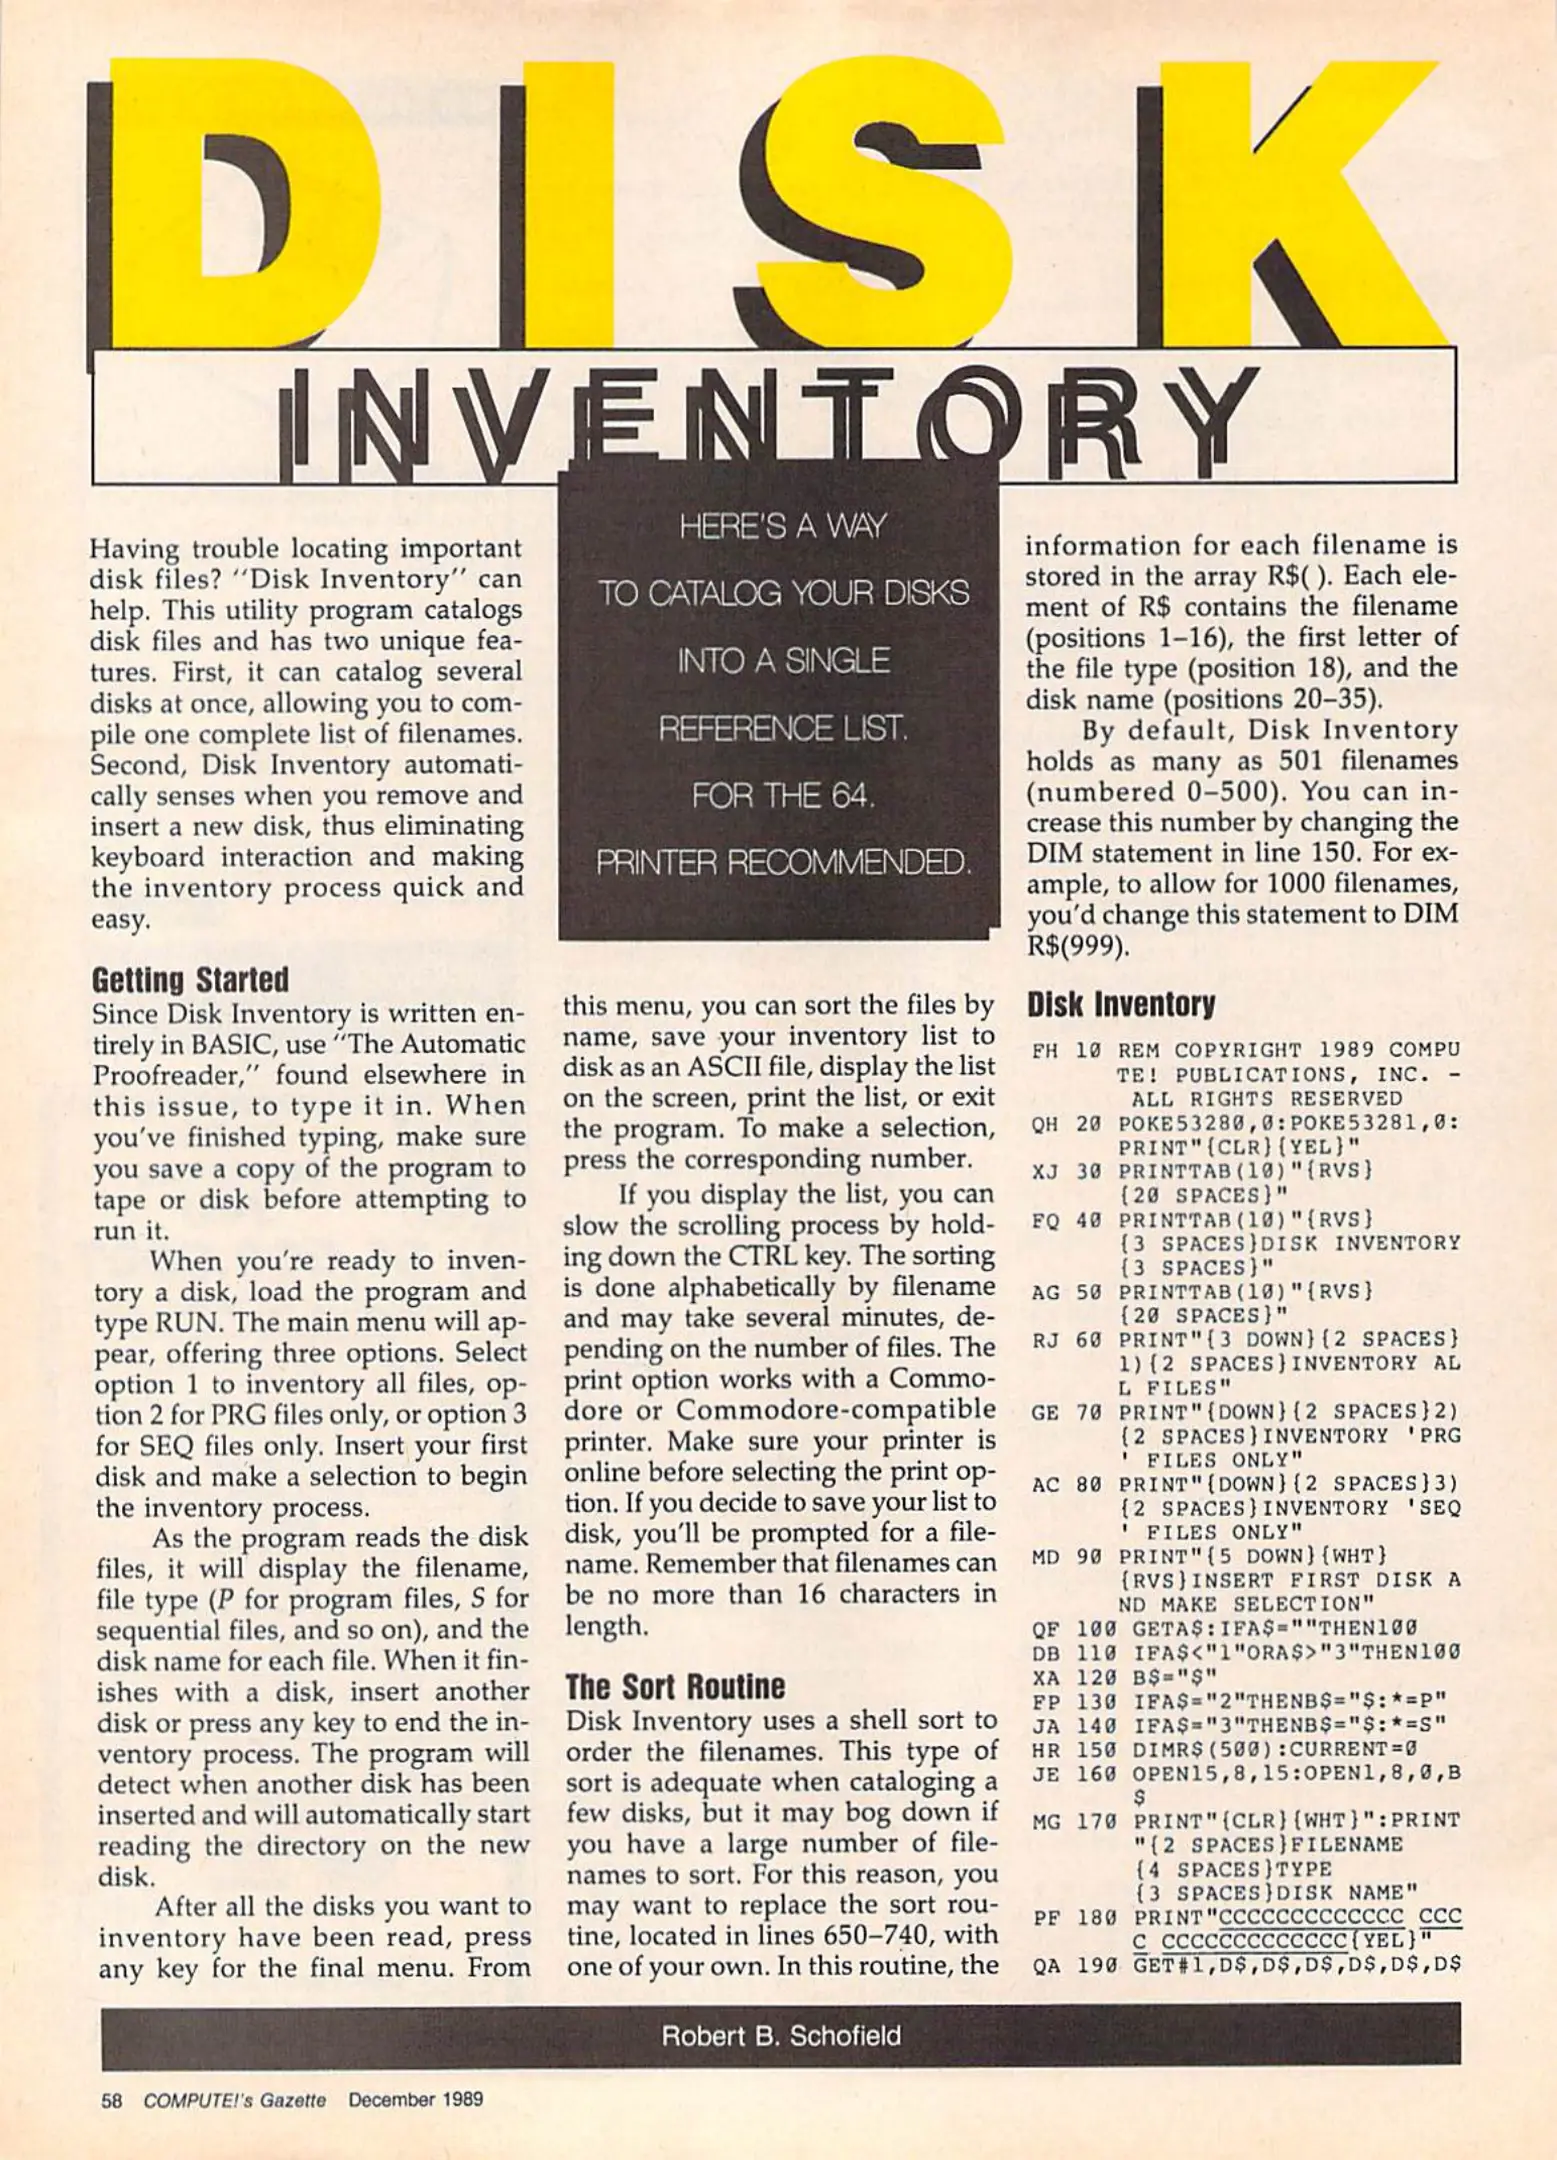 DISK
INVENTORY
HERE'S A WAY
TO CATALOG YOUR DISKS
INTO A SINGLE
REFERENCE LIST.
FOR THE 64.
PRINTER RECOMMENDED.
Having trouble locating important
disk files? "Disk Inventory" can
help. This utility program catalogs
disk files and has two unique fea-
tures. First, it can catalog several
disks at once, allowing you to com-
pile one complete list of filenames.
Second, Disk Inventory automati-
cally senses when you remove and
insert a new disk, thus eliminating
keyboard interaction and making
the inventory process quick and
easy.
Getting Started
Since Disk Inventory is written en-
tirely in BASIC, use "The Automatic
Proofreader," found elsewhere in
this issue, to type it in. When
you've finished typing, make sure
you save a copy of the program to
tape or disk before attempting to
run it.
When you're ready to inven-
tory a disk, load the program and
type RUN. The main menu will ap-
pear, offering three options. Select
option 1 to inventory all files, op-
tion 2 for PRG files only, or option 3
for SEQ files only. Insert your first
disk and make a selection to begin
the inventory process.
As the program reads the disk
files, it will display the filename,
file type (P for program files, S for
sequential files, and so on), and the
disk name for each file. When it fin-
ishes with a disk, insert another
disk or press any key to end the in-
ventory process. The program will
detect when another disk has been
inserted and will automatically start
reading the directory on the new
disk.
After all the disks you want to
inventory have been read, press
any key for the final menu. From
this menu, you can sort the files by
name, save your inventory list to
disk as an ASCII file, display the list
on the screen, print the list, or exit
the program. To make a selection,
press the corresponding number.
If you display the list, you can
slow the scrolling process by hold-
ing down the CTRL key. The sorting
is done alphabetically by filename
and may take several minutes, de-
pending on the number of files. The
print option works with a Commo-
dore or Commodore-compatible
printer. Make sure your printer is
online before selecting the print op-
tion. If you decide to save your list to
disk, you'll be prompted for a file-
name. Remember that filenames can
be no more than 16 characters in
length.
The Sort Routine
Disk Inventory uses a shell sort to
order the filenames. This type of
sort is adequate when cataloging a
few disks, but it may bog down if
you have a large number of file-
names to sort. For this reason, you
may want to replace the sort rou-
tine, located in lines 650–740, with
one of your own. In this routine, the
information for each filename is
stored in the array R$( ). Each ele-
ment of R$ contains the filename
(positions 1–16), the first letter of
the file type (position 18), and the
disk name (positions 20–35).
By default, Disk Inventory
holds as many as 501 filenames
(numbered 0–500). You can in-
crease this number by changing the
DIM statement in line 150. For ex-
ample, to allow for 1000 filenames,
you'd change this statement to DIM
R$(999).
Disk Inventory
FH 10 REM COPYRIGHT 1989 COMPU
TE! PUBLICATIONS, INC. -
ALL RIGHTS RESERVED
QH 20 POKE53280,0:POKE53281,0:
PRINT"{CLR}{YEL}"
XJ 30 PRINTTAB(10)"{RVS}
{20 SPACES}"
FQ 40 PRINTTAB(10)"{RVS}
{3 SPACES}DISK INVENTORY
{3 SPACES}"
AG 50 PRINTTAB(10)"{RVS}
{20 SPACES}"
RJ 60 PRINT"{3 DOWN}{2 SPACES}
1){2 SPACES}INVENTORY AL
L FILES"
GE 70 PRINT"{DOWN}{2 SPACES}2)
{2 SPACES}INVENTORY 'PRG
' FILES ONLY"
AC 80 PRINT"{DOWN}{2 SPACES}3)
{2 SPACES}INVENTORY 'SEQ
' FILES ONLY"
MD 90 PRINT"{5 DOWN}{WHT}
{RVS}INSERT FIRST DISK A
ND MAKE SELECTION"
QF 100 GETA$:IFA$=""THEN100
DB 110 IFA$<"1"ORA$>"3"THEN100
XA 120 B$="$"
FP 130 IFA$="2"THENB$="$:*=P"
JA 140 IFA$="3"THENB$="$:*=S"
HR 150 DIMR$(500):CURRENT=0
JE 160 OPEN15,8,15:OPEN1,8,0,B
$
MG 170 PRINT"{CLR}{WHT}":PRINT
"{2 SPACES}FILENAME
{4 SPACES}TYPE
{3 SPACES}DISK NAME"
PF 180 PRINT"CCCCCCCCCCCCC CCC
C CCCCCCCCCCCCC{YEL}"
QA 190 GET#1,D$,D$,D$,D$,D$,D$
Robert B. Schofield
58 COMPUTE!'s Gazette December 1989